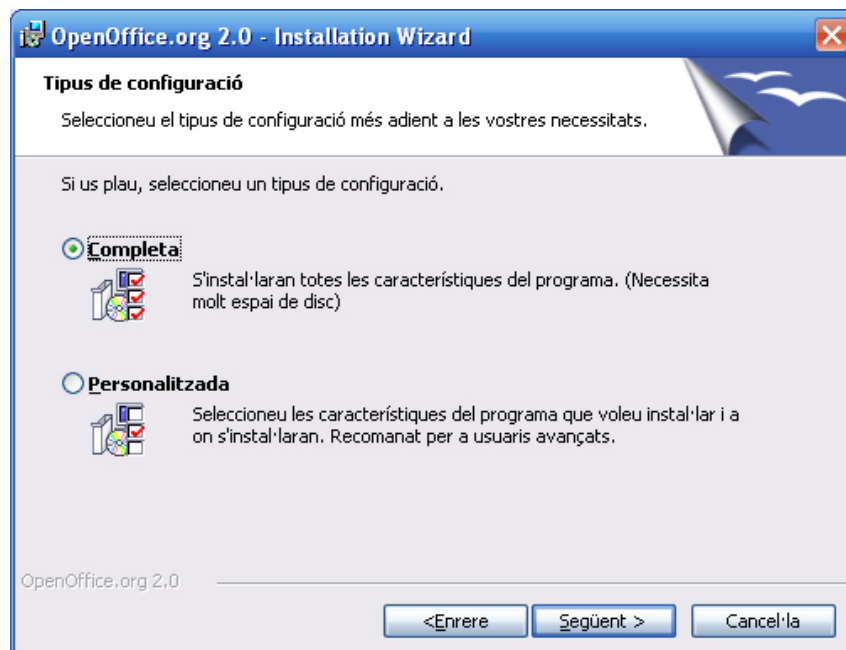 OpenOffice.org 2.0 - Installation Wizard
Tipus de configuració
Seleccioneu el tipus de configuració més adient a les vostres necessitats.
Si us plau, seleccioneu un tipus de configuració.
Completa
S'instal·laran totes les característiques del programa. (Necessita
molt espai de disc)
Personalitzada
Seleccioneu les característiques del programa que voleu instal·lar i a
on s'instal·laran. Recomanat per a usuaris avançats.
OpenOffice.org 2.0
<Enrere Següent > Cancel·la